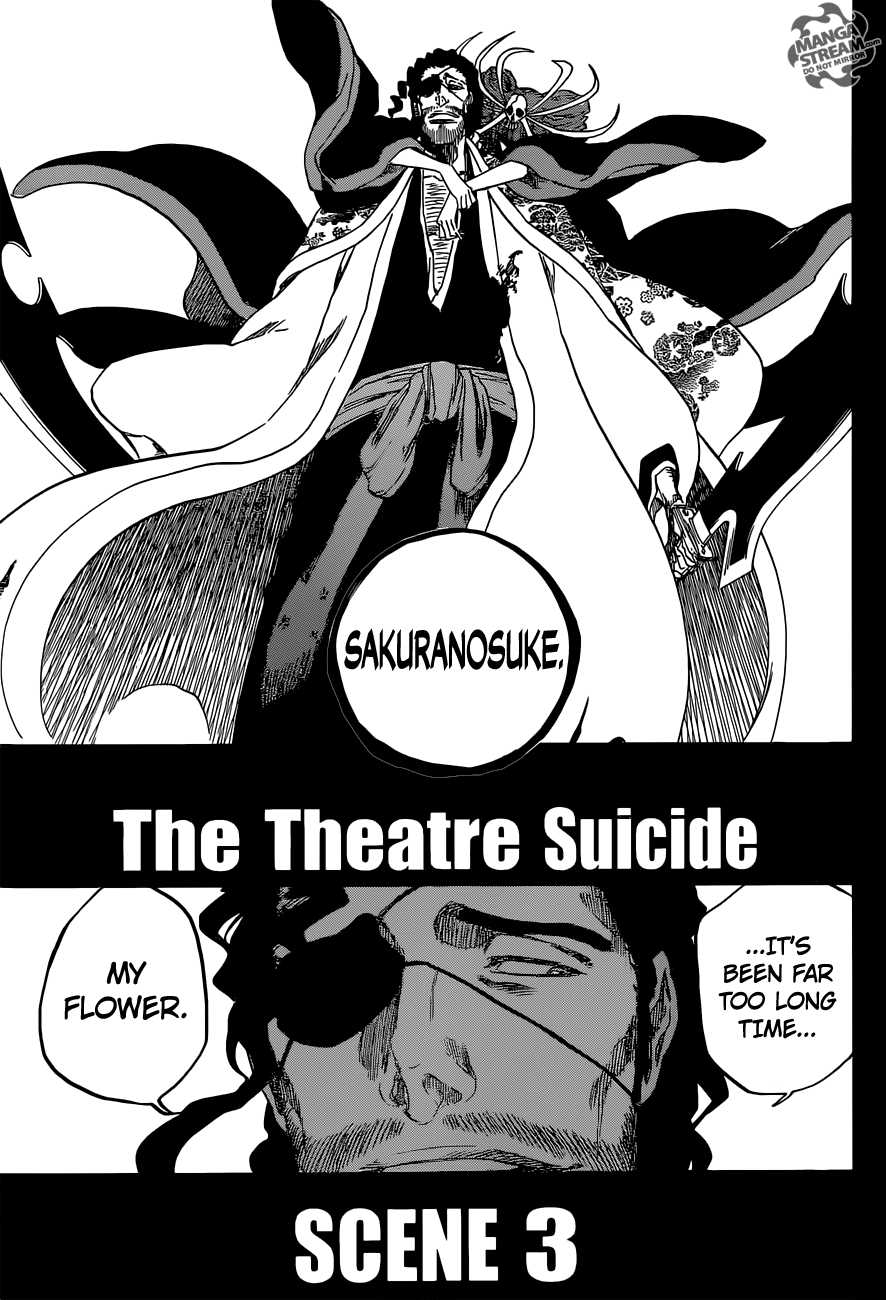 MANGA
STREAM.com
DO NOT MIRROR
SAKURANOSUKE.
The Theatre Suicide
...IT'S
BEEN FAR
TOO LONG
TIME...
MY
FLOWER.
SCENE 3